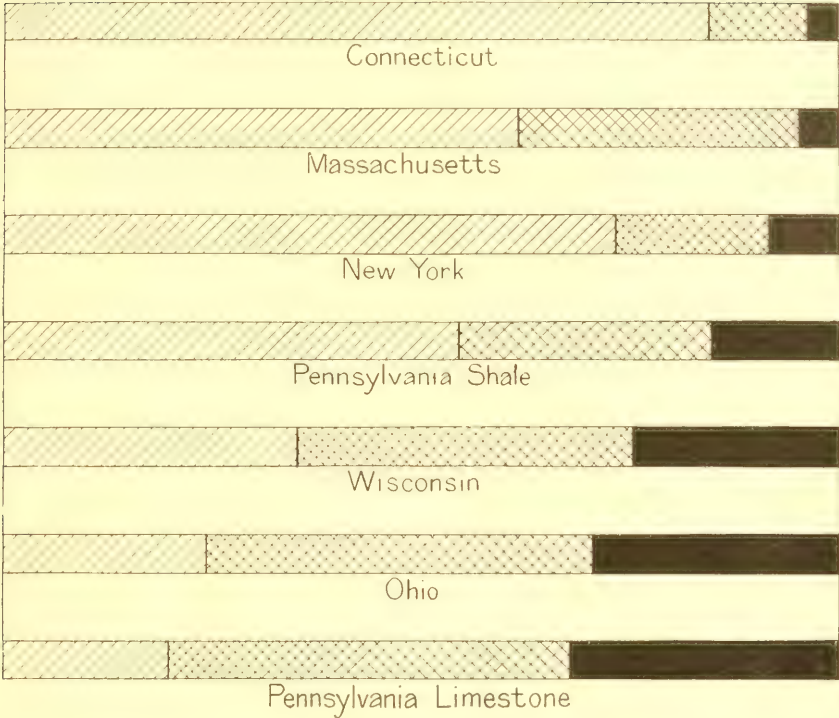 Connecticut
Massachusetts
New York
Pennsylvania Shale
Wisconsin
Ohio
Pennsylvania Limestone